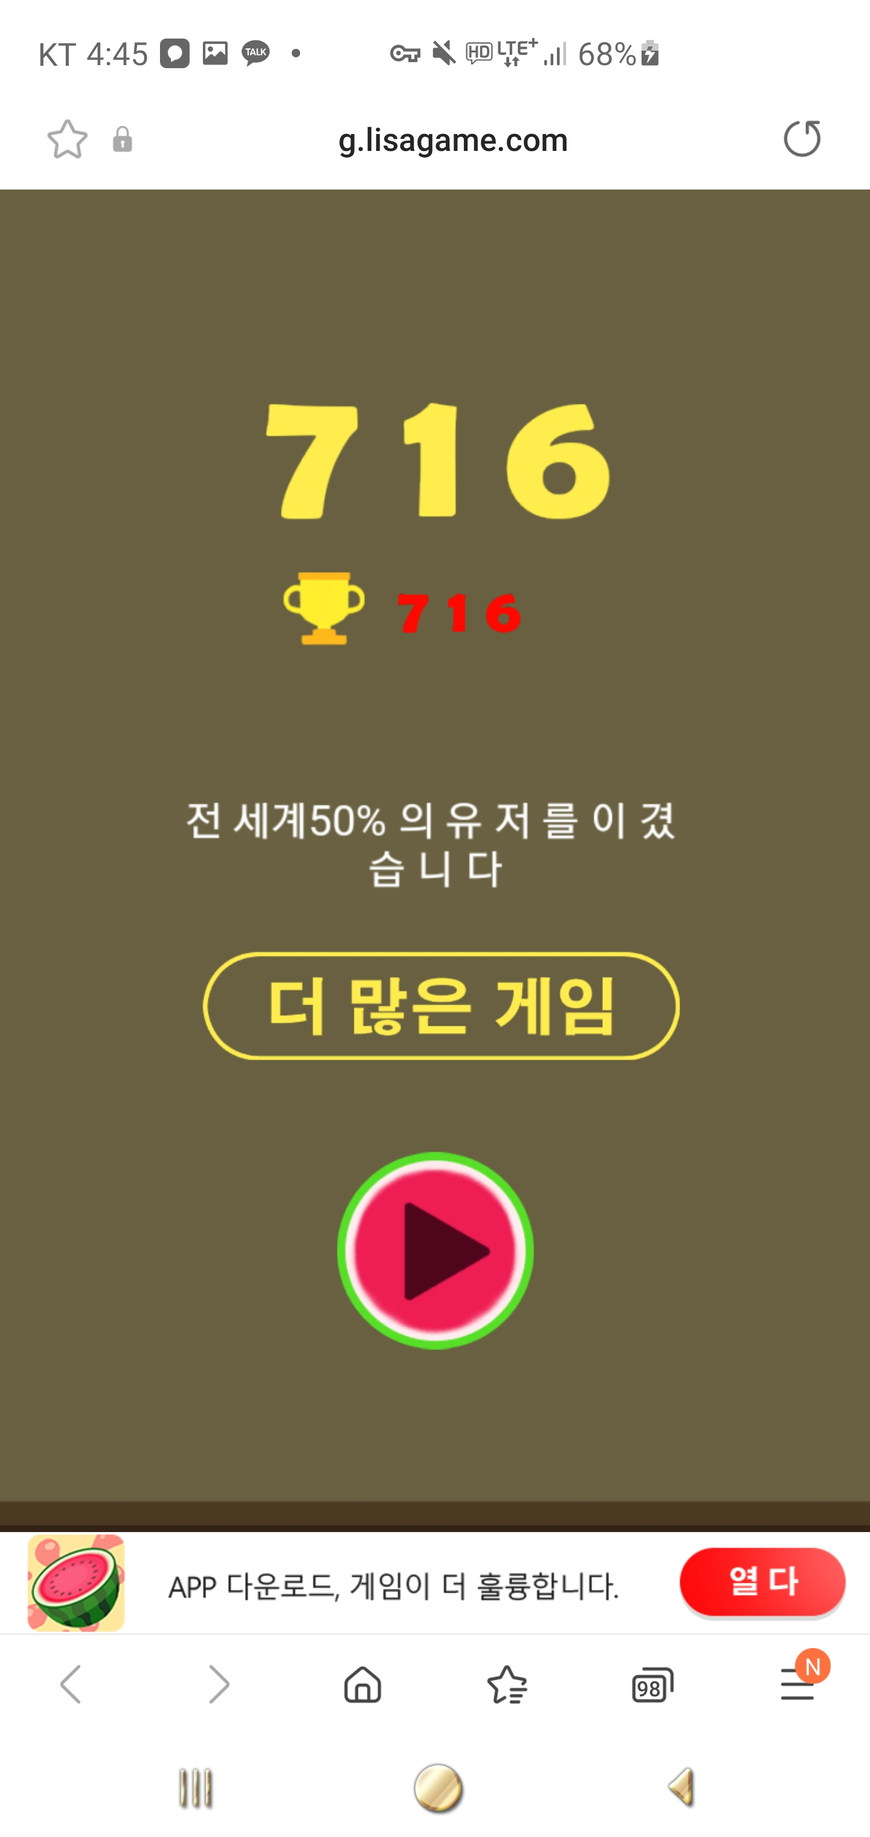 KT 4:45 TALK HD LTE+ 68%
g.lisagame.com
716
716
전 세계50% 의 유 저 를 이 겼
습 니 다
더 많은 게임
APP 다운로드, 게임이 더 훌륭합니다.
열 다
98 N